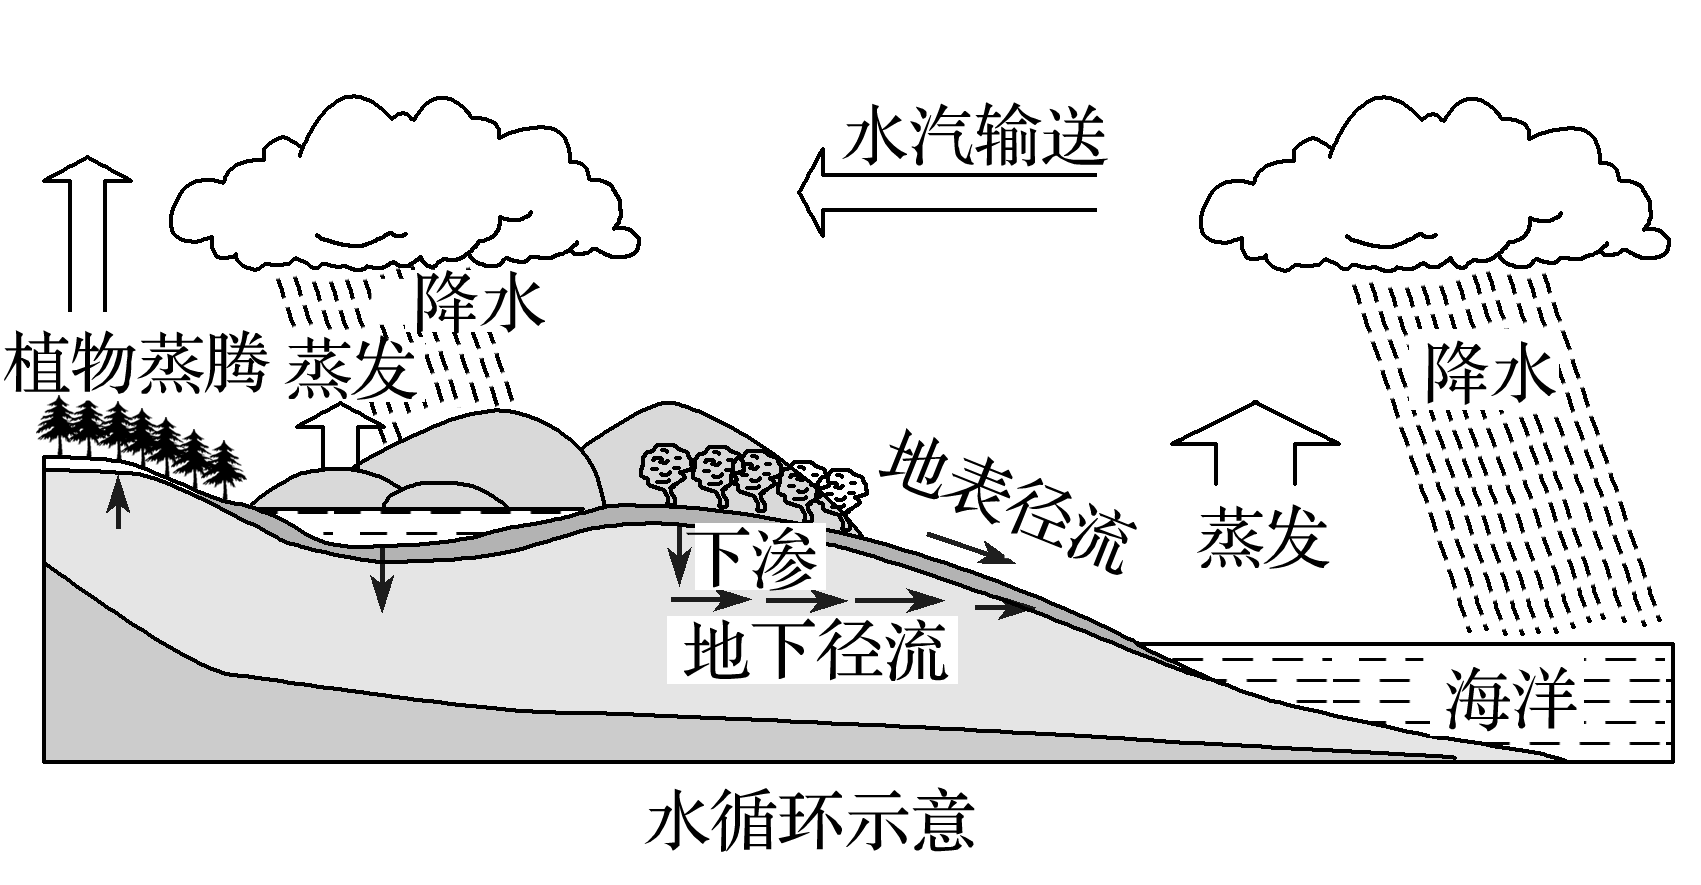 水汽输送
降水
植物蒸腾
蒸发
降水
地表径流
蒸发
下渗
地下径流
海洋
水循环示意